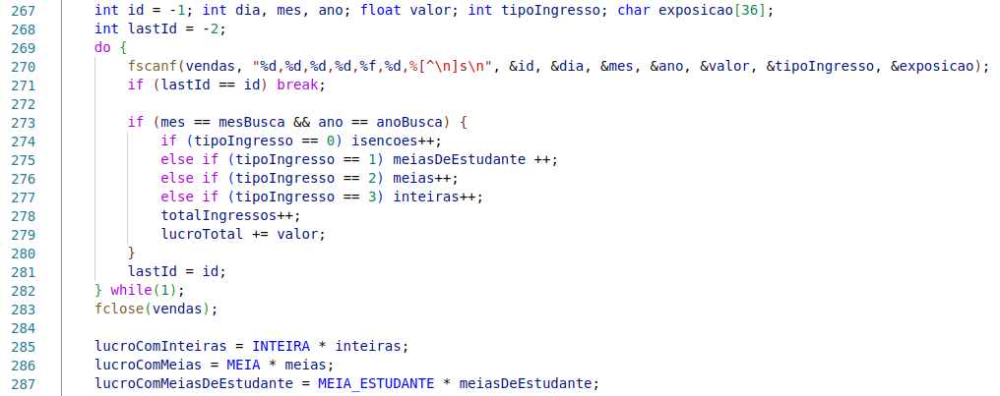 267 int id = -1; int dia, mes, ano; float valor; int tipoIngresso; char exposicao[36];
268 int lastId = -2;
269 do {
270 fscanf(vendas, "%d,%d,%d,%d,%f,%d,%[^\n]s\n", &id, &dia, &mes, &ano, &valor, &tipoIngresso, &exposicao);
271 if (lastId == id) break;
272
273 if (mes == mesBusca && ano == anoBusca) {
274 if (tipoIngresso == 0) isencoes++;
275 else if (tipoIngresso == 1) meiasDeEstudante ++;
276 else if (tipoIngresso == 2) meias++;
277 else if (tipoIngresso == 3) inteiras++;
278 totalIngressos++;
279 lucroTotal += valor;
280 }
281 lastId = id;
282 } while(1);
283 fclose(vendas);
284
285 lucroComInteiras = INTEIRA * inteiras;
286 lucroComMeias = MEIA * meias;
287 lucroComMeiasDeEstudante = MEIA_ESTUDANTE * meiasDeEstudante;